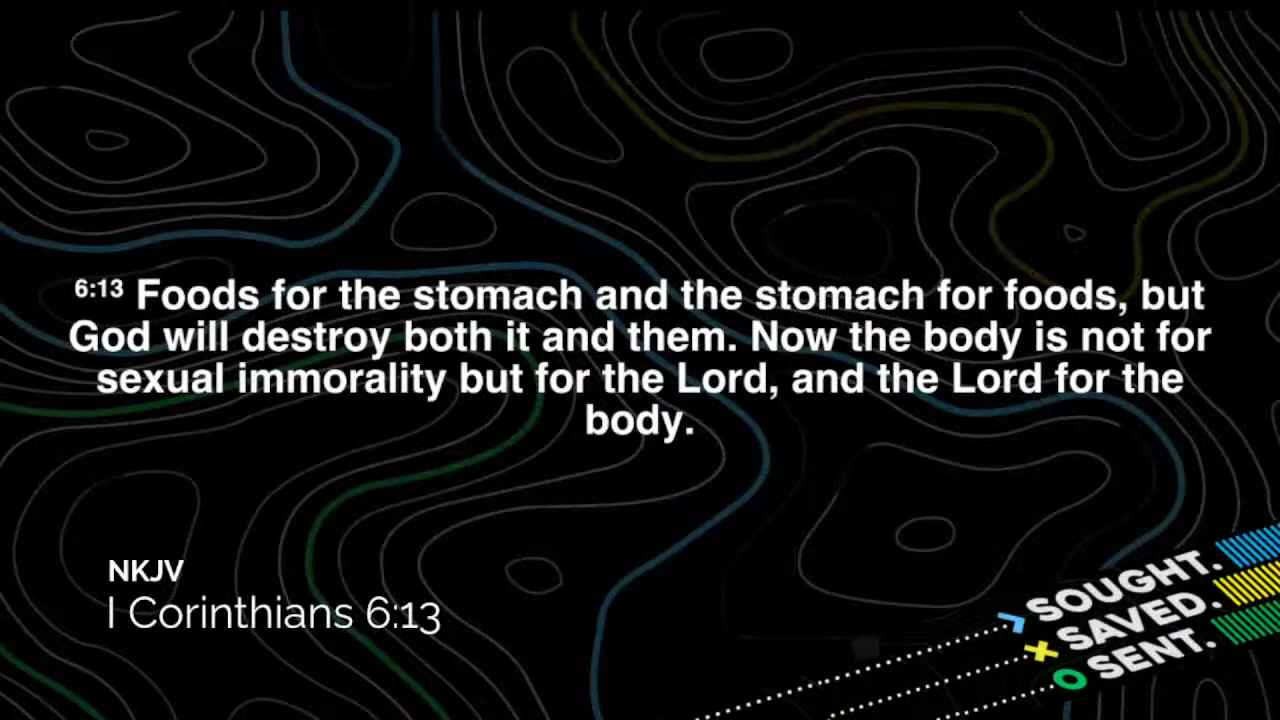 6:13 Foods for the stomach and the stomach for foods, but
God will destroy both it and them. Now the body is not for
sexual immorality but for the Lord, and the Lord for the
body.
NKJV
I Corinthians 6:13
SOUGHT.
SAVED.
SENT.